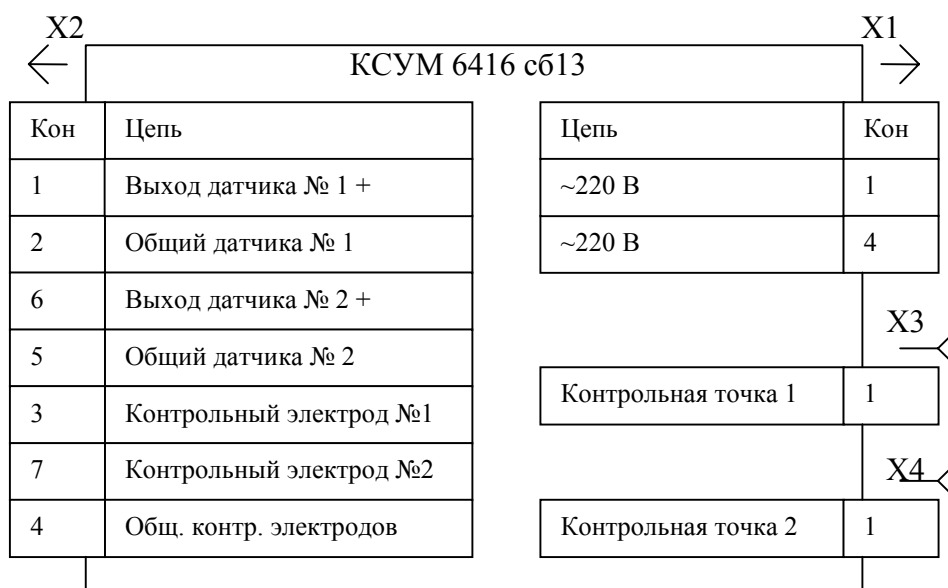 X2
X1
КСУМ 6416 сб13
Кон Цепь
1 Выход датчика № 1 +
2 Общий датчика № 1
6 Выход датчика № 2 +
5 Общий датчика № 2
3 Контрольный электрод №1
7 Контрольный электрод №2
4 Общ. контр. электродов
Цепь Кон
~220 В 1
~220 В 4
X3
Контрольная точка 1 1
X4
Контрольная точка 2 1